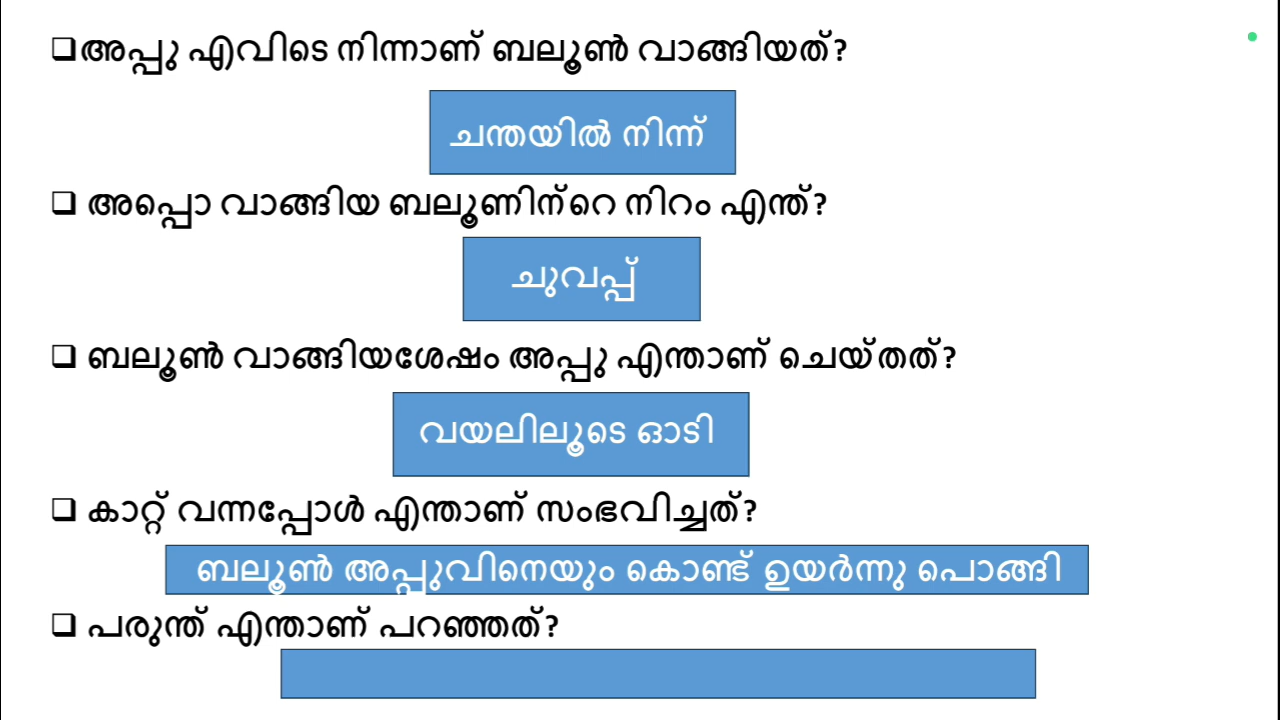 ❑അപ്പു എവിടെ നിന്നാണ് ബലൂൺ വാങ്ങിയത്?
ചന്തയിൽ നിന്ന്
❑ അപ്പൊ വാങ്ങിയ ബലൂണിന്റെ നിറം എന്ത്?
ചുവപ്പ്
❑ ബലൂൺ വാങ്ങിയശേഷം അപ്പു എന്താണ് ചെയ്തത്?
വയലിലൂടെ ഓടി
❑ കാറ്റ് വന്നപ്പോൾ എന്താണ് സംഭവിച്ചത്?
ബലൂൺ അപ്പുവിനെയും കൊണ്ട് ഉയർന്നു പൊങ്ങി
❑ പരുന്ത് എന്താണ് പറഞ്ഞത്?